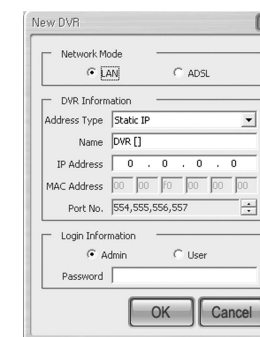 New DVR
Network Mode
LAN ADSL
DVR Information
Address Type Static IP
Name DVR []
IP Address 0 . 0 . 0 . 0
MAC Address 00 00 f0 00 00 00
Port No. 554,555,556,557
Login Information
Admin User
Password
OK Cancel